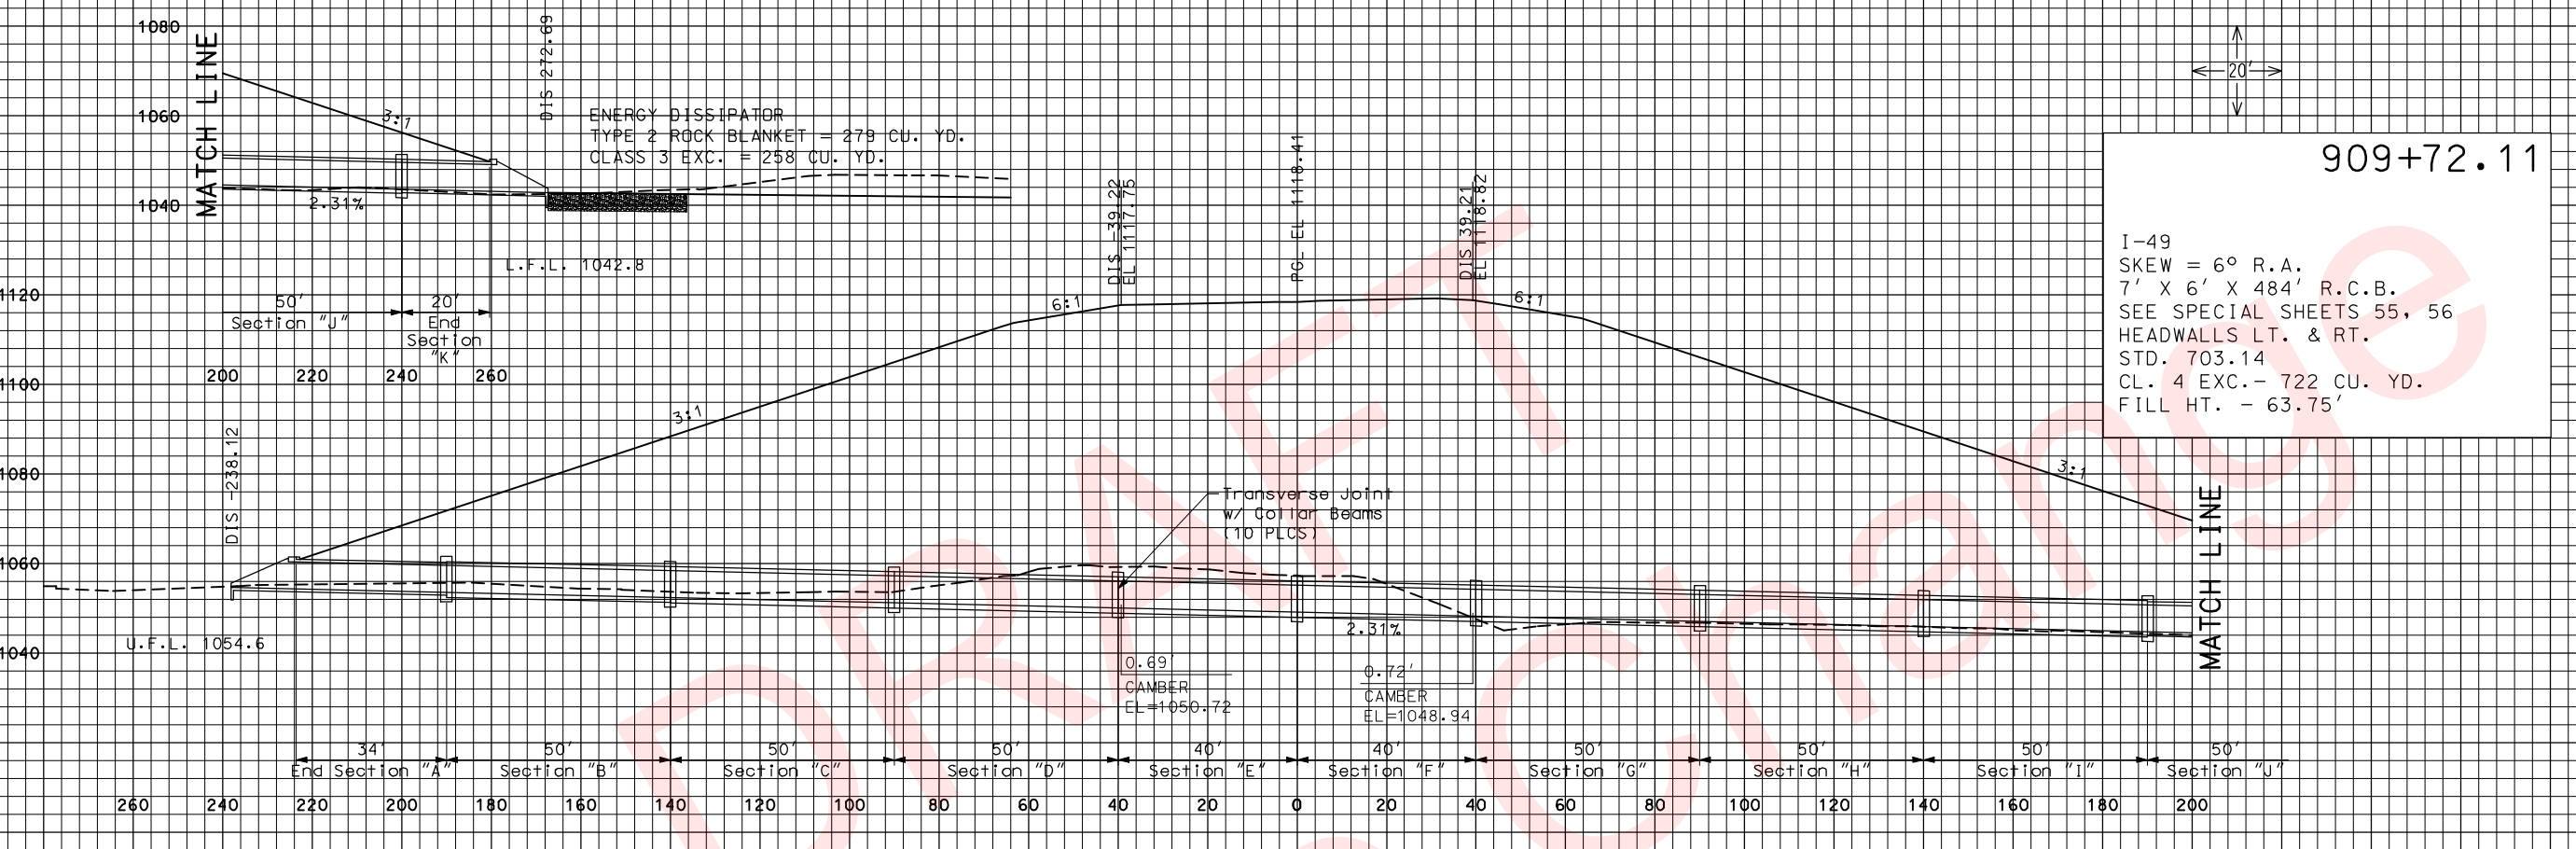 1080
1060
1040
MATCH LINE
3:1
DIS 272.69
ENERGY DISSIPATOR
TYPE 2 ROCK BLANKET = 279 CU. YD.
CLASS 3 EXC. = 258 CU. YD.
2.31%
L.F.L. 1042.8
50'
Section "J"
20'
End
Section
"K"
200 220 240 260
20'
909+72.11
I-49
SKEW = 6° R.A.
7' X 6' X 484' R.C.B.
SEE SPECIAL SHEETS 55, 56
HEADWALLS LT. & RT.
STD. 703.14
CL. 4 EXC.- 722 CU. YD.
FILL HT. - 63.75'
DIS -39.22
EL 1117.75
PGL EL 1118.41
DIS 39.21
EL 1118.82
1120
1100
1080
1060
1040
6:1
6:1
3:1
3:1
DIS -238.12
Transverse Joint
w/ Collar Beams
(10 PLCS)
MATCH LINE
U.F.L. 1054.6
2.31%
0.69'
CAMBER
EL=1050.72
0.72'
CAMBER
EL=1048.94
34' 50' 50' 50' 40' 40' 50' 50' 50' 50'
End Section "A" Section "B" Section "C" Section "D" Section "E" Section "F" Section "G" Section "H" Section "I" Section "J"
260 240 220 200 180 160 140 120 100 80 60 40 20 0 20 40 60 80 100 120 140 160 180 200
DRAFT
Change